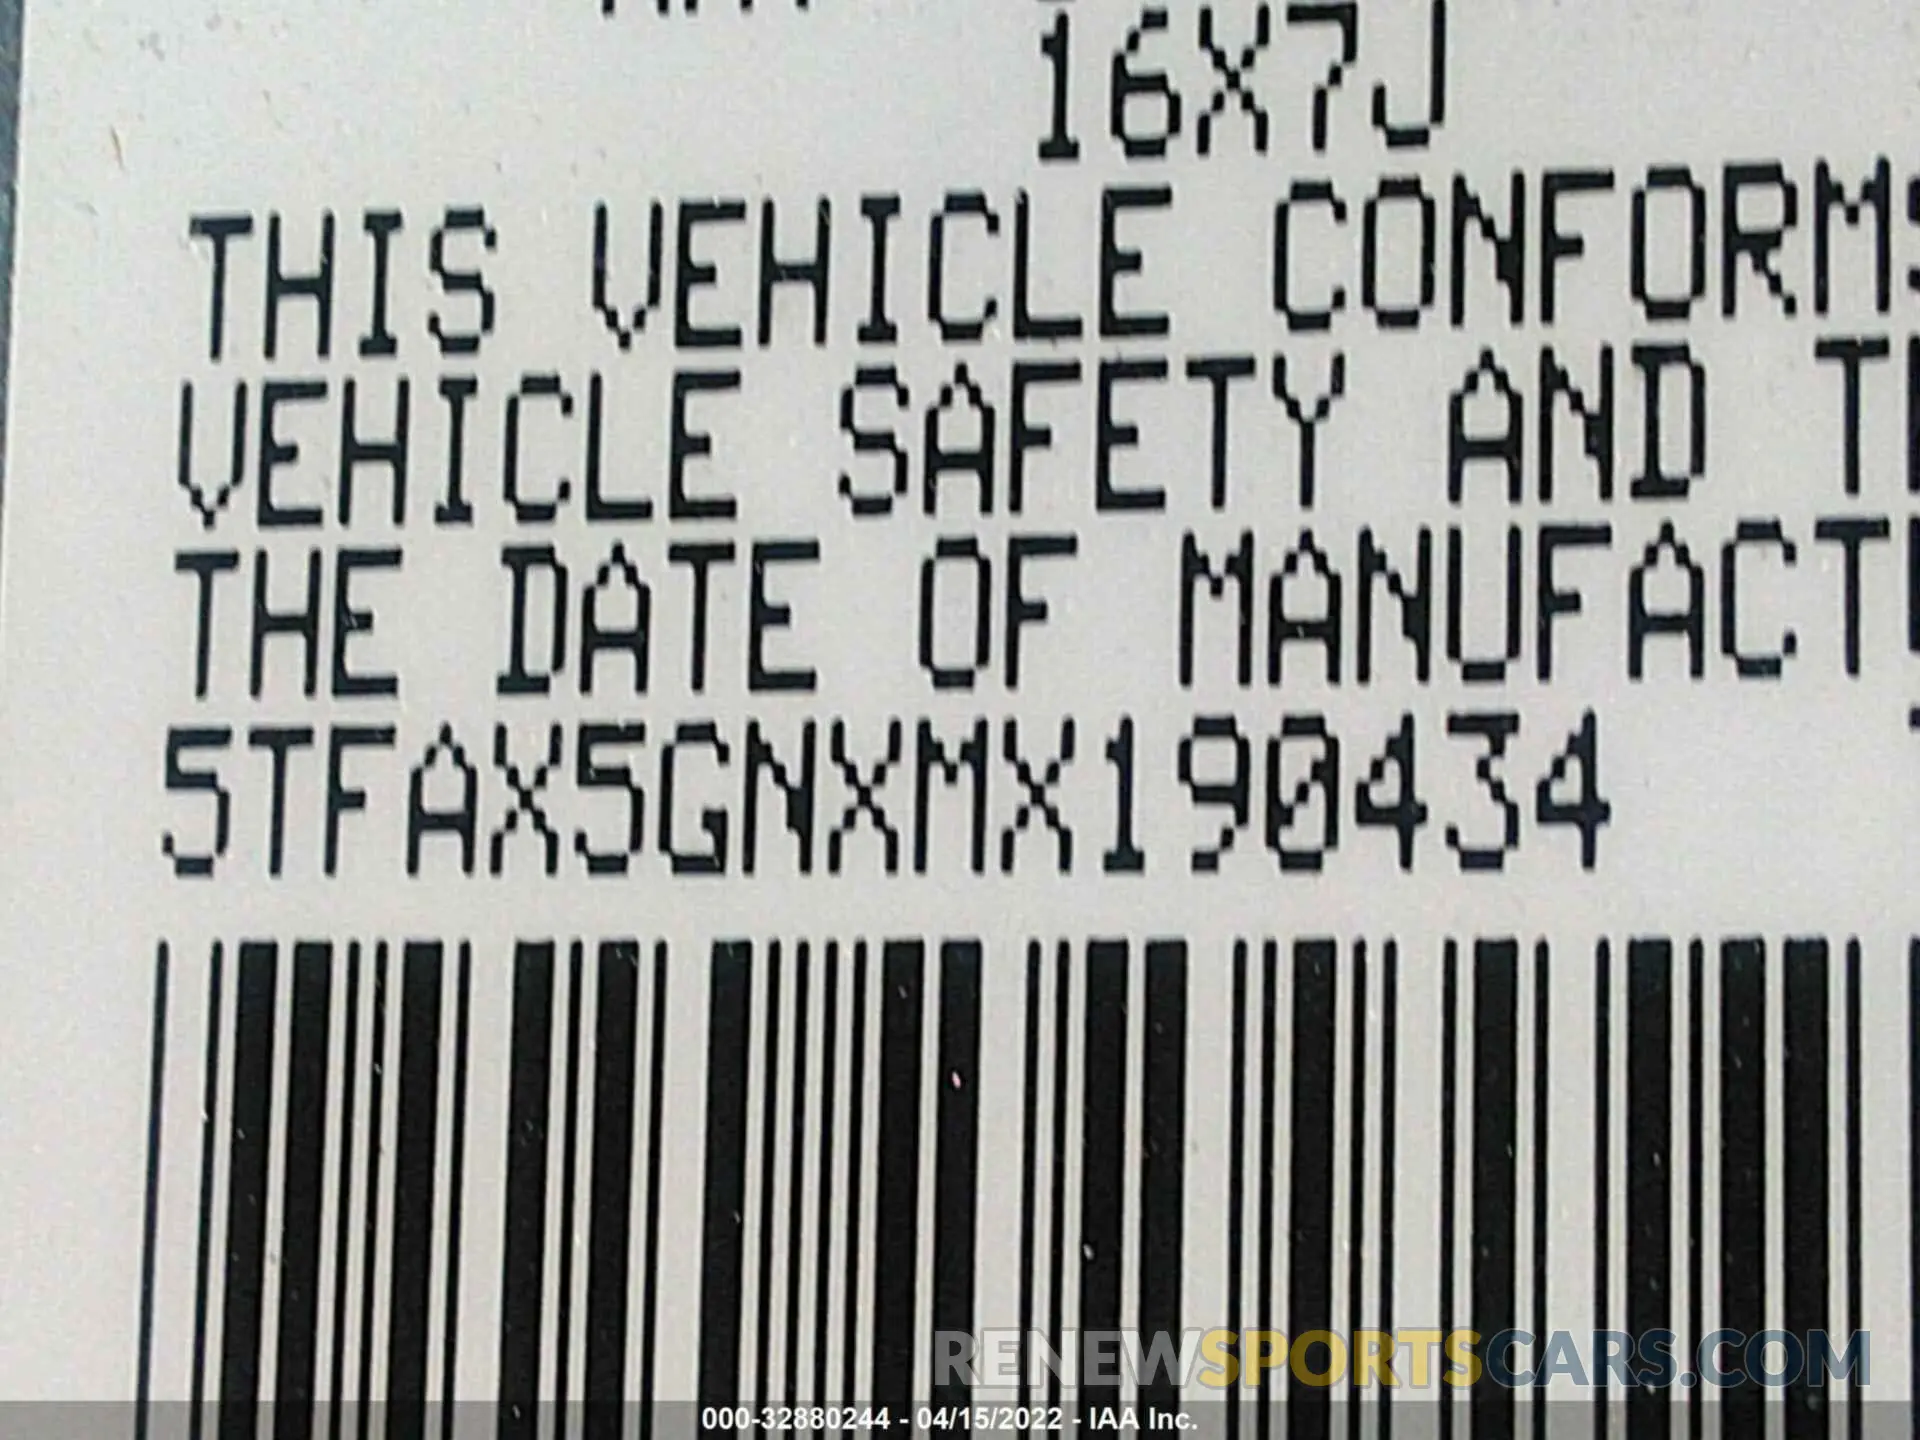 16X7J
THIS VEHICLE CONFORMS
VEHICLE SAFETY AND
THE DATE OF
5TFAX5GNXMX190434
RENEWSPORTSCARS.COM
000-32880244 - 04/15/2022 - IAA Inc.